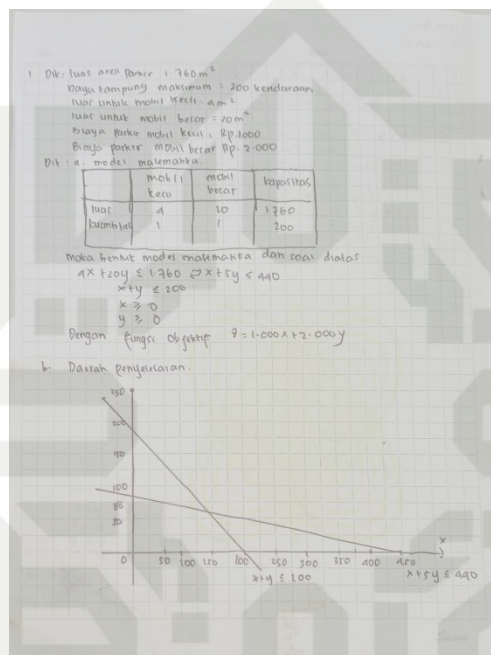 1 Dik: luas area parkir : 1.760 m²
Daya tampung maksimum : 200 kendaraan
luas untuk mobil kecil : 4 m²
luas untuk mobil besar = 20 m²
Biaya parkir mobil kecil = Rp.1000
Biaya parkir mobil besar Rp. 2.000
Dit : a. model matematika.
mobil kecil mobil besar kapasitas
luas 4 20 1760
kuantitas 1 1 200
maka bentuk model matematika dari soal diatas
4x + 20y ≤ 1.760 x + 5y ≤ 440
x+y ≤ 200
x ≥ 0
y ≥ 0
Dengan fungsi objektif z = 1.000x + 2.000y
b. Daerah penyelesaian.
250
200
100
88
50
0 50 100 150 200 250 300 350 400 450 x
x+y ≤ 200 x+5y ≤ 440